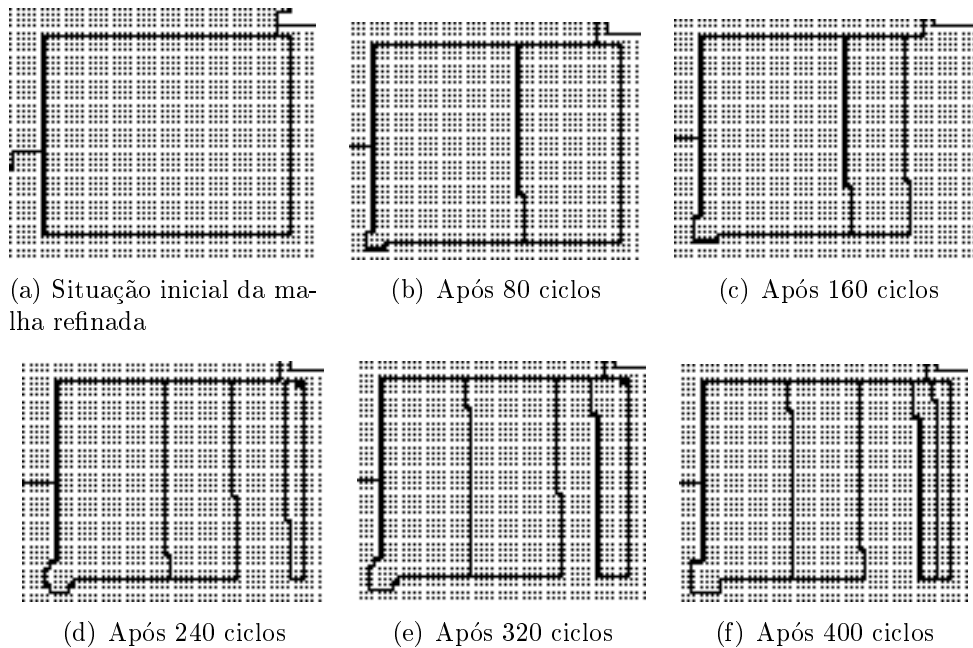 (a) Situação inicial da ma-
lha refinada
(b) Após 80 ciclos
(c) Após 160 ciclos
(d) Após 240 ciclos
(e) Após 320 ciclos
(f) Após 400 ciclos